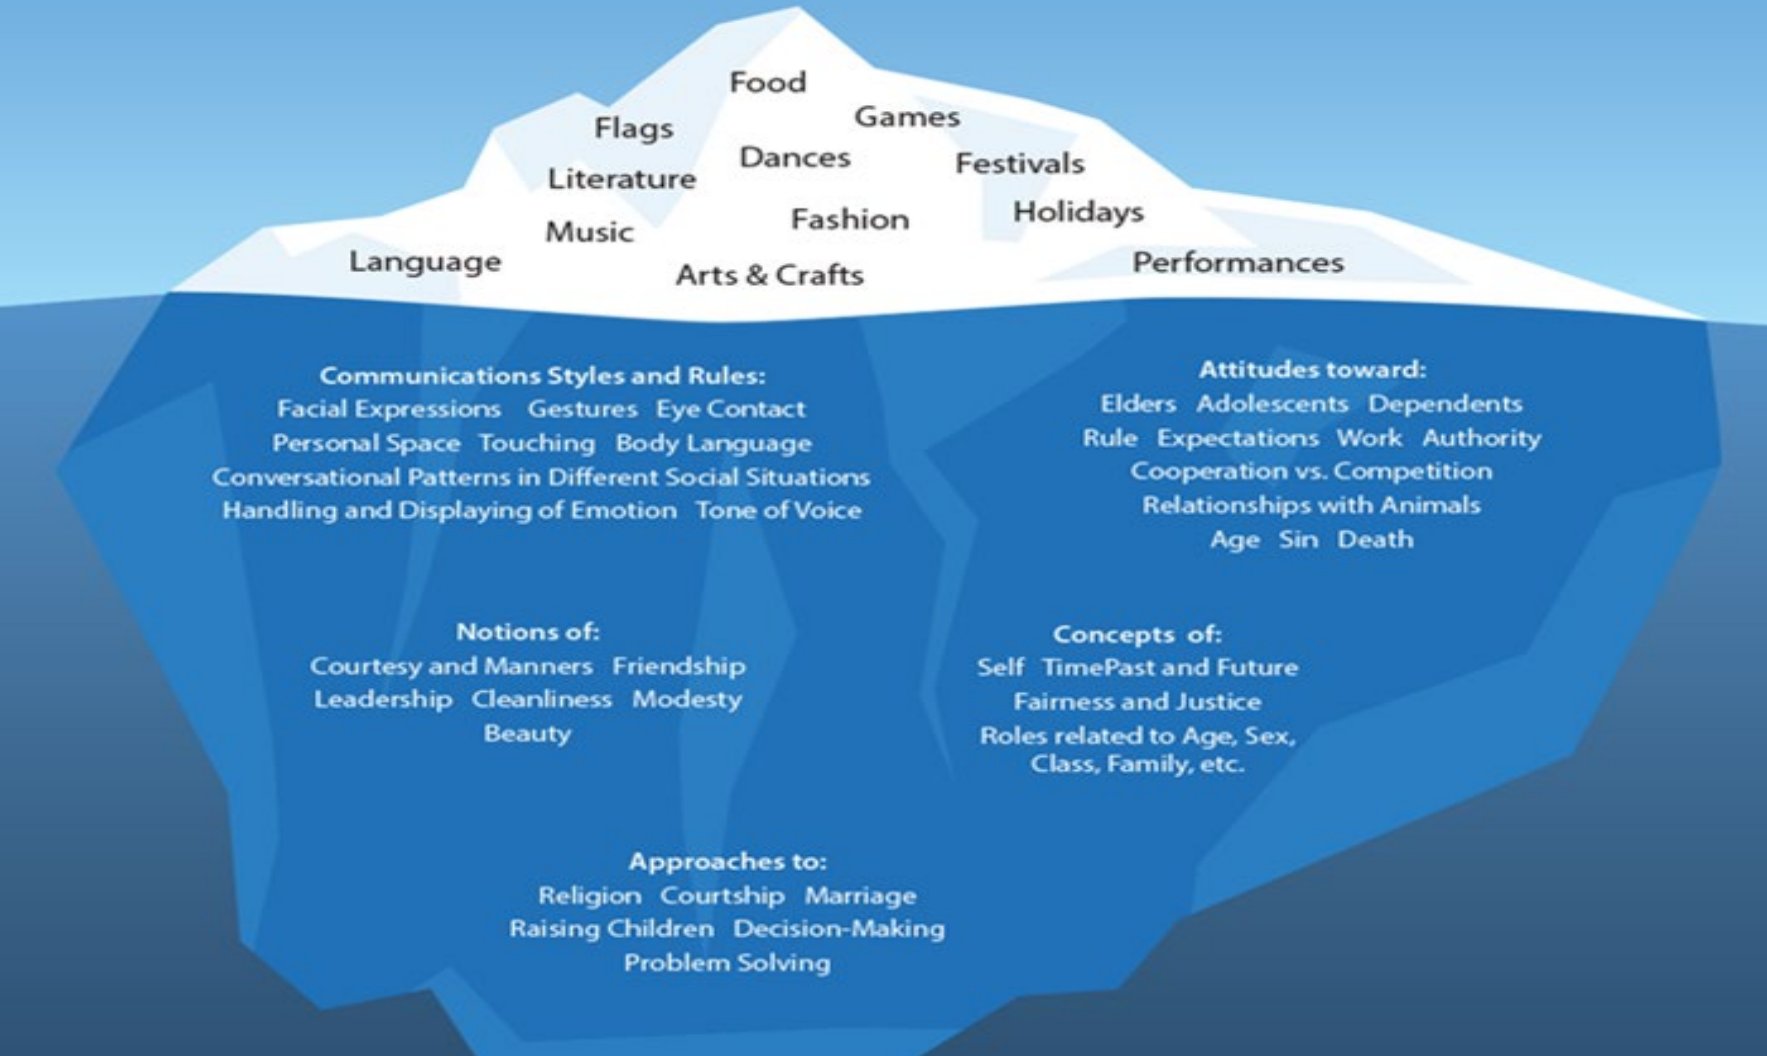 Food
Games
Flags
Dances
Festivals
Literature
Holidays
Fashion
Music
Language
Performances
Arts & Crafts
Communications Styles and Rules:
Facial Expressions Gestures Eye Contact
Personal Space Touching Body Language
Conversational Patterns in Different Social Situations
Handling and Displaying of Emotion Tone of Voice
Attitudes toward:
Elders Adolescents Dependents
Rule Expectations Work Authority
Cooperation vs. Competition
Relationships with Animals
Age Sin Death
Notions of:
Courtesy and Manners Friendship
Leadership Cleanliness Modesty
Beauty
Concepts of:
Self TimePast and Future
Fairness and Justice
Roles related to Age, Sex,
Class, Family, etc.
Approaches to:
Religion Courtship Marriage
Raising Children Decision-Making
Problem Solving